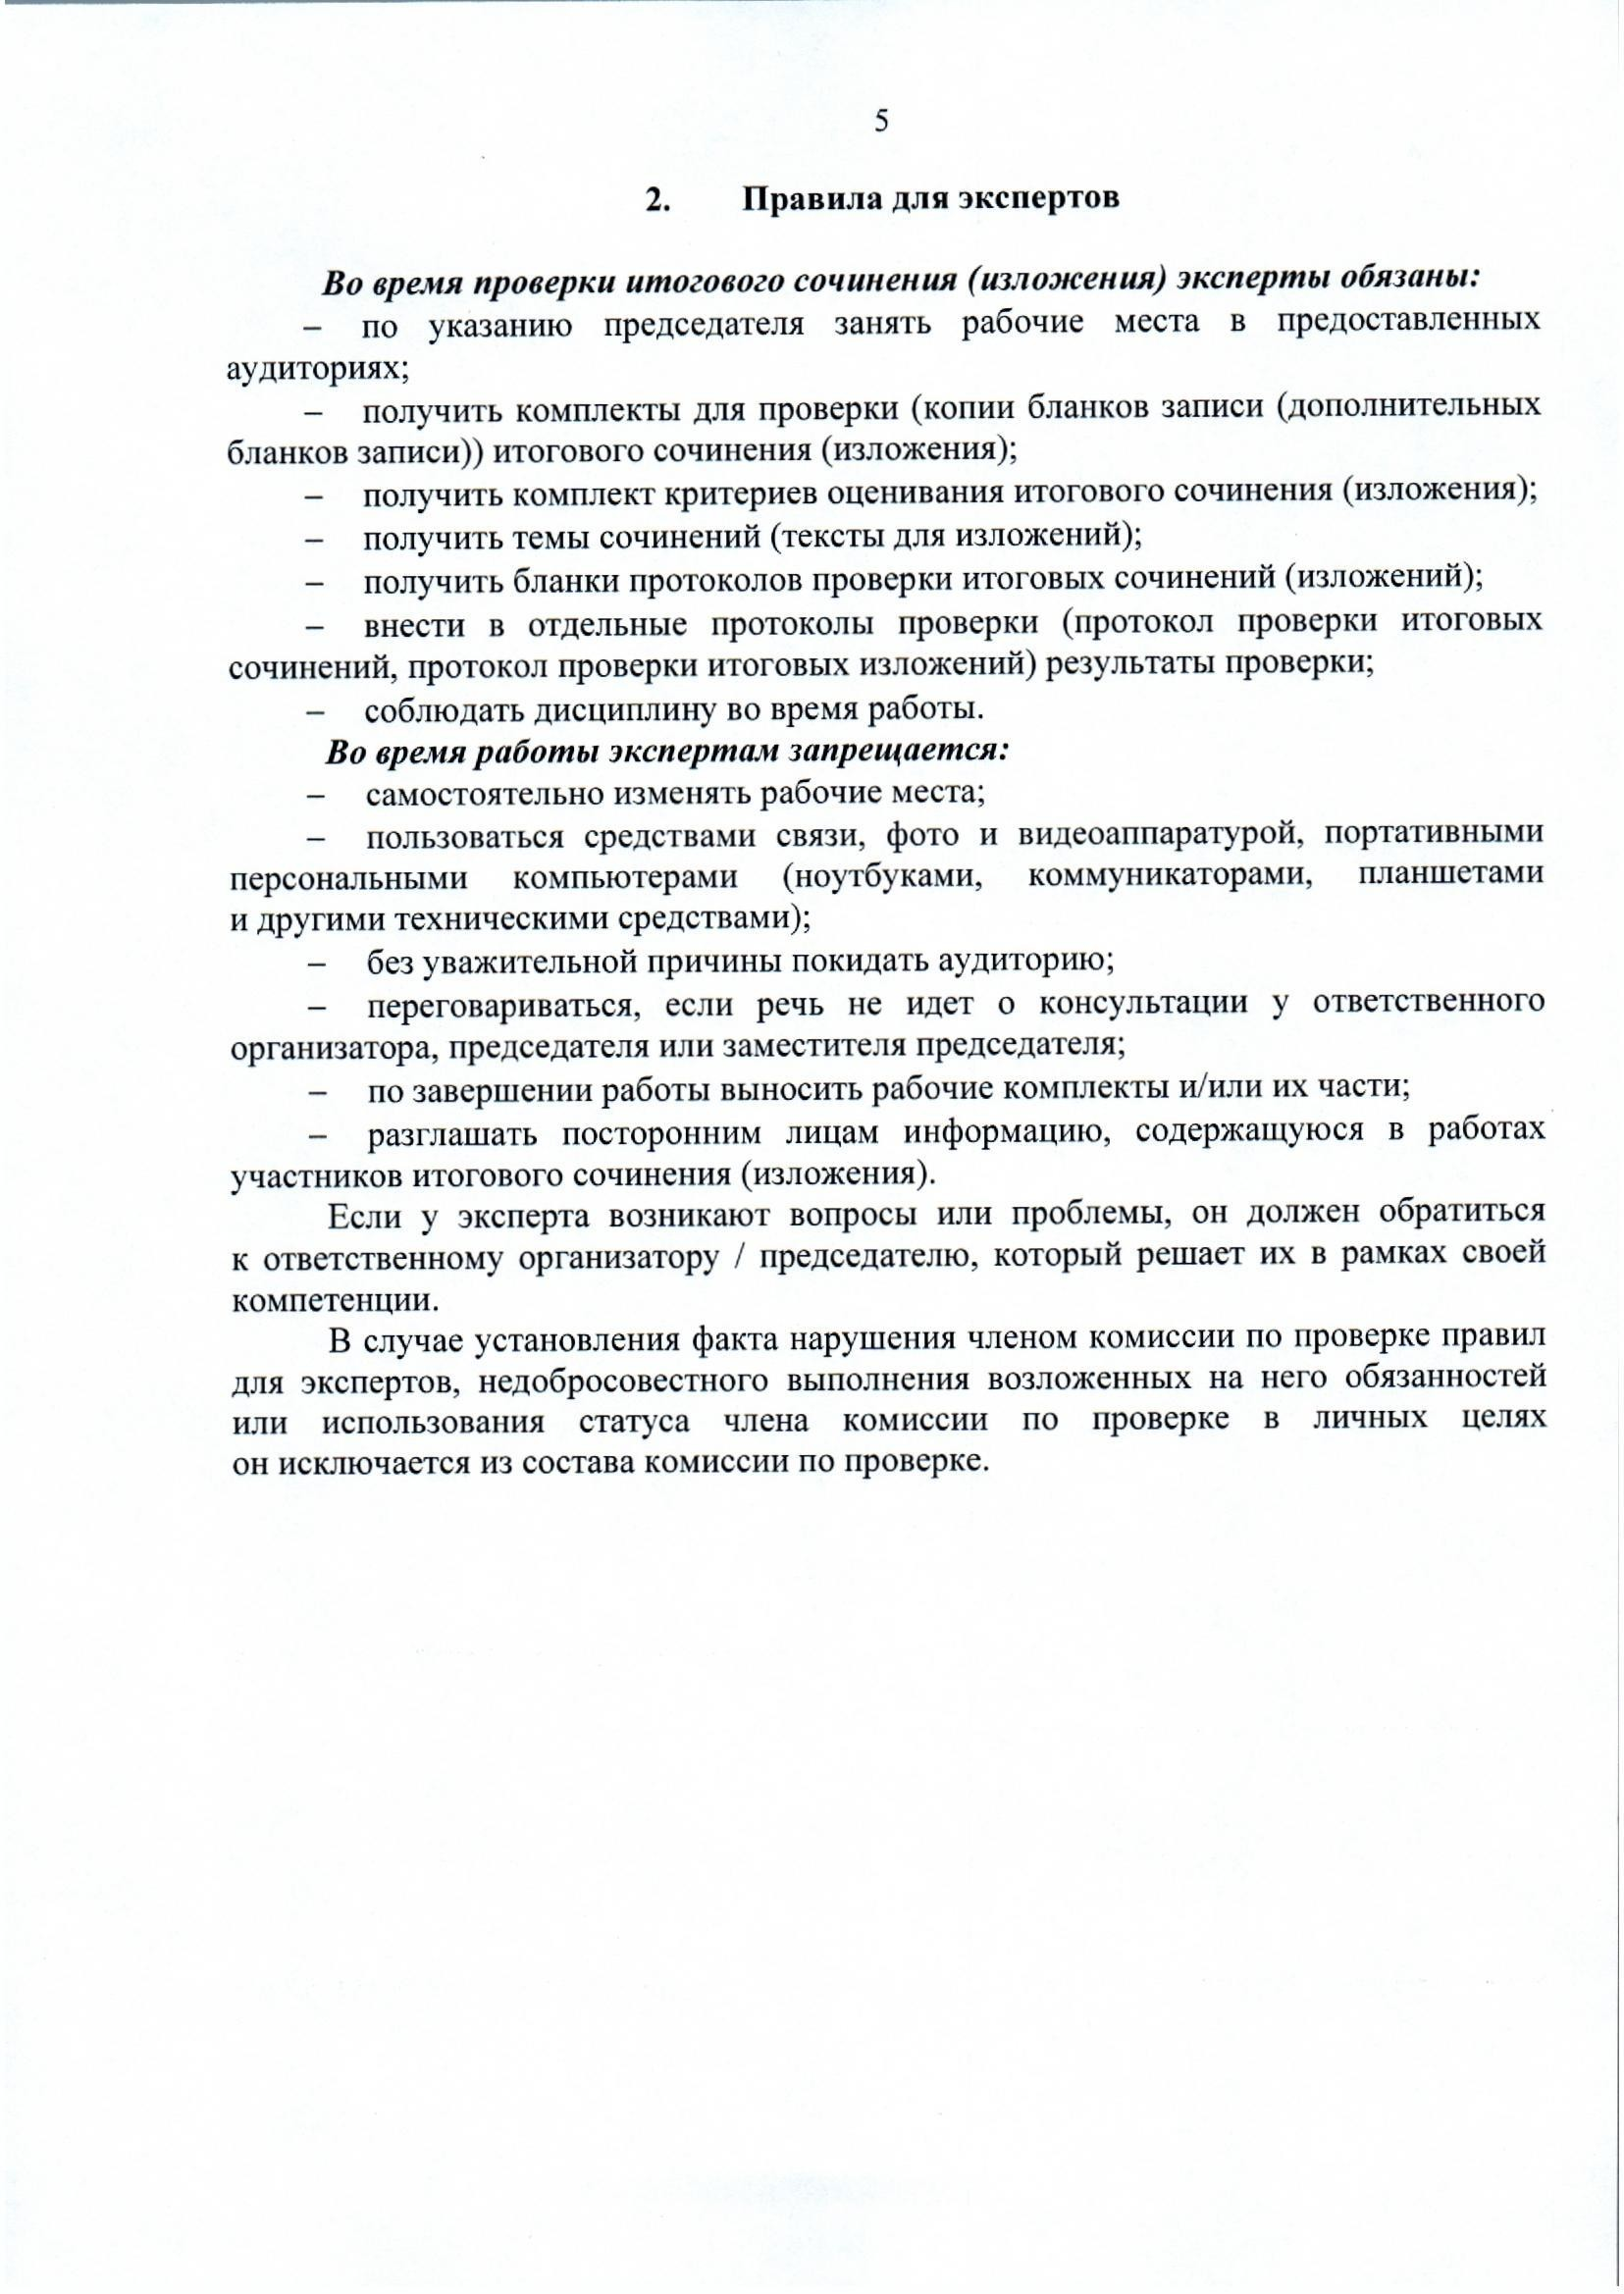 5
2. Правила для экспертов
Во время проверки итогового сочинения (изложения) эксперты обязаны:
– по указанию председателя занять рабочие места в предоставленных
аудиториях;
– получить комплекты для проверки (копии бланков записи (дополнительных
бланков записи)) итогового сочинения (изложения);
– получить комплект критериев оценивания итогового сочинения (изложения);
– получить темы сочинений (тексты для изложений);
– получить бланки протоколов проверки итоговых сочинений (изложений);
– внести в отдельные протоколы проверки (протокол проверки итоговых
сочинений, протокол проверки итоговых изложений) результаты проверки;
– соблюдать дисциплину во время работы.
Во время работы экспертам запрещается:
– самостоятельно изменять рабочие места;
– пользоваться средствами связи, фото и видеоаппаратурой, портативными
персональными компьютерами (ноутбуками, коммуникаторами, планшетами
и другими техническими средствами);
– без уважительной причины покидать аудиторию;
– переговариваться, если речь не идет о консультации у ответственного
организатора, председателя или заместителя председателя;
– по завершении работы выносить рабочие комплекты и/или их части;
– разглашать посторонним лицам информацию, содержащуюся в работах
участников итогового сочинения (изложения).
Если у эксперта возникают вопросы или проблемы, он должен обратиться
к ответственному организатору / председателю, который решает их в рамках своей
компетенции.
В случае установления факта нарушения членом комиссии по проверке правил
для экспертов, недобросовестного выполнения возложенных на него обязанностей
или использования статуса члена комиссии по проверке в личных целях
он исключается из состава комиссии по проверке.